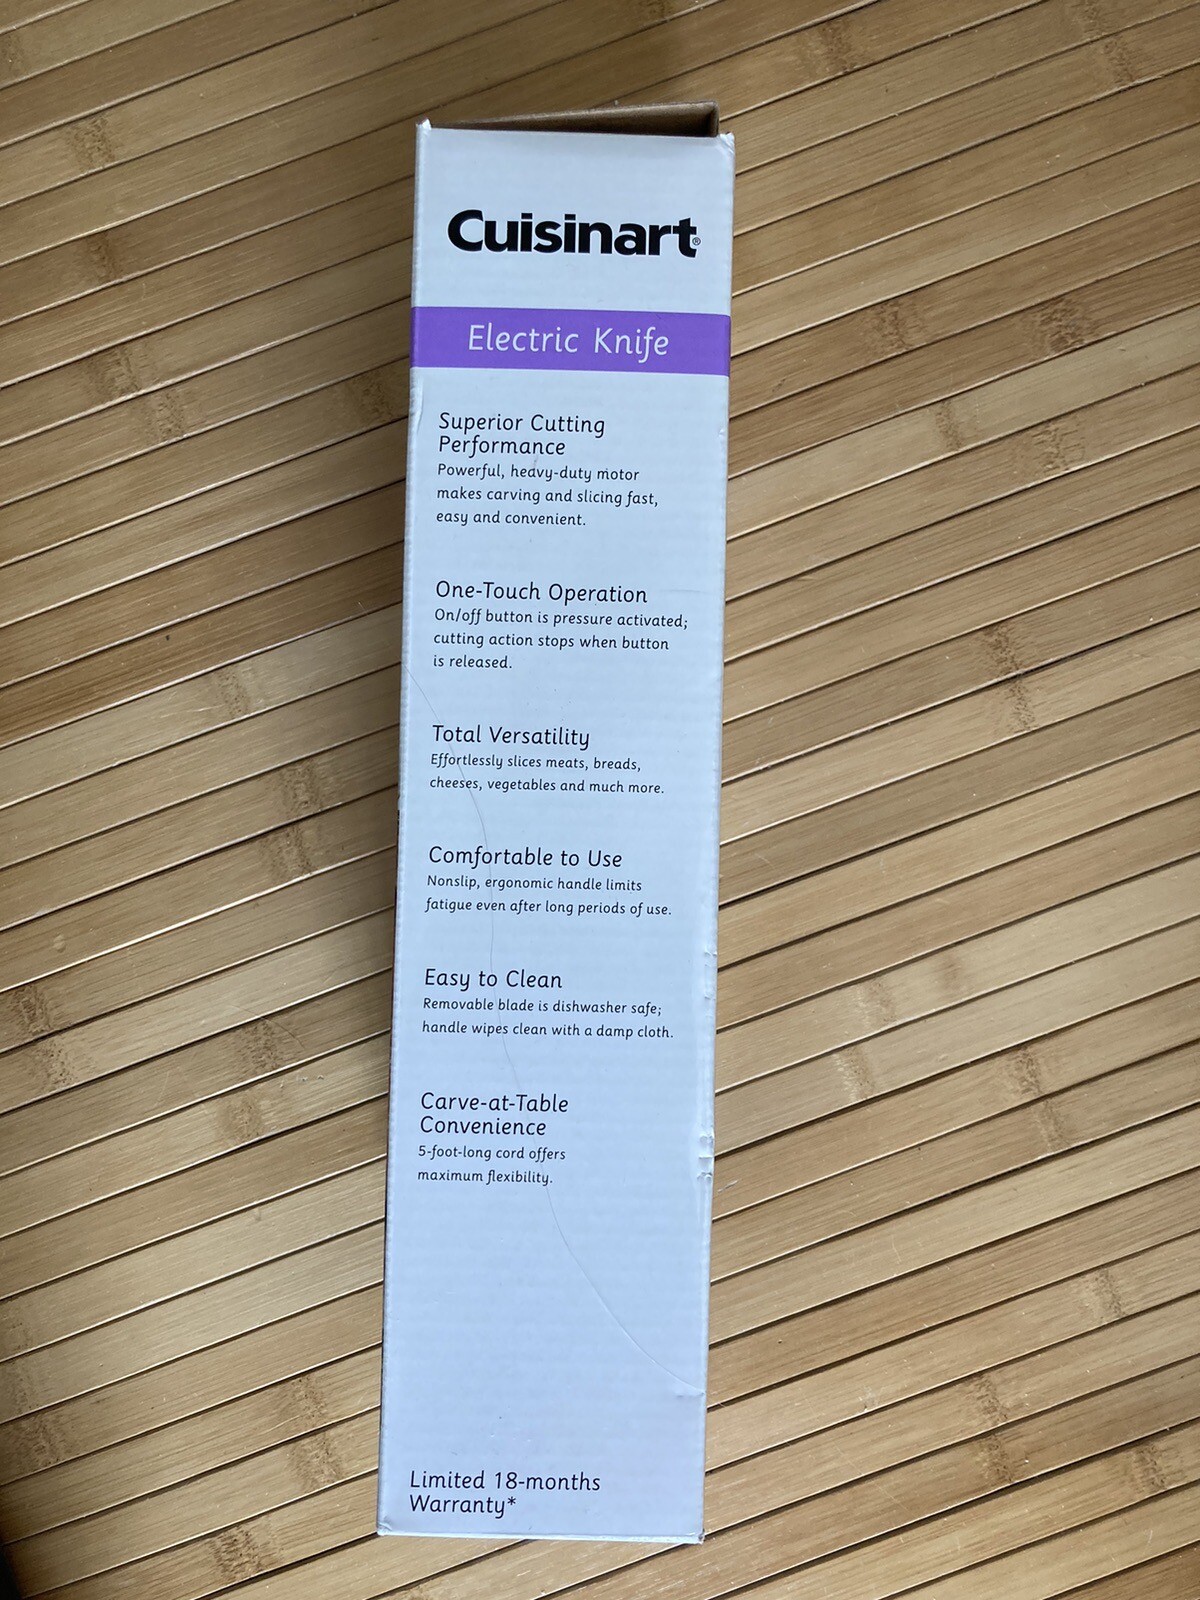 Cuisinart®
Electric Knife
Superior Cutting
Performance
Powerful, heavy-duty motor
makes carving and slicing fast,
easy and convenient.
One-Touch Operation
On/off button is pressure activated;
cutting action stops when button
is released.
Total Versatility
Effortlessly slices meats, breads,
cheeses, vegetables and much more.
Comfortable to Use
Nonslip, ergonomic handle limits
fatigue even after long periods of use.
Easy to Clean
Removable blade is dishwasher safe;
handle wipes clean with a damp cloth.
Carve-at-Table
Convenience
5-foot-long cord offers
maximum flexibility.
Limited 18-months
Warranty*